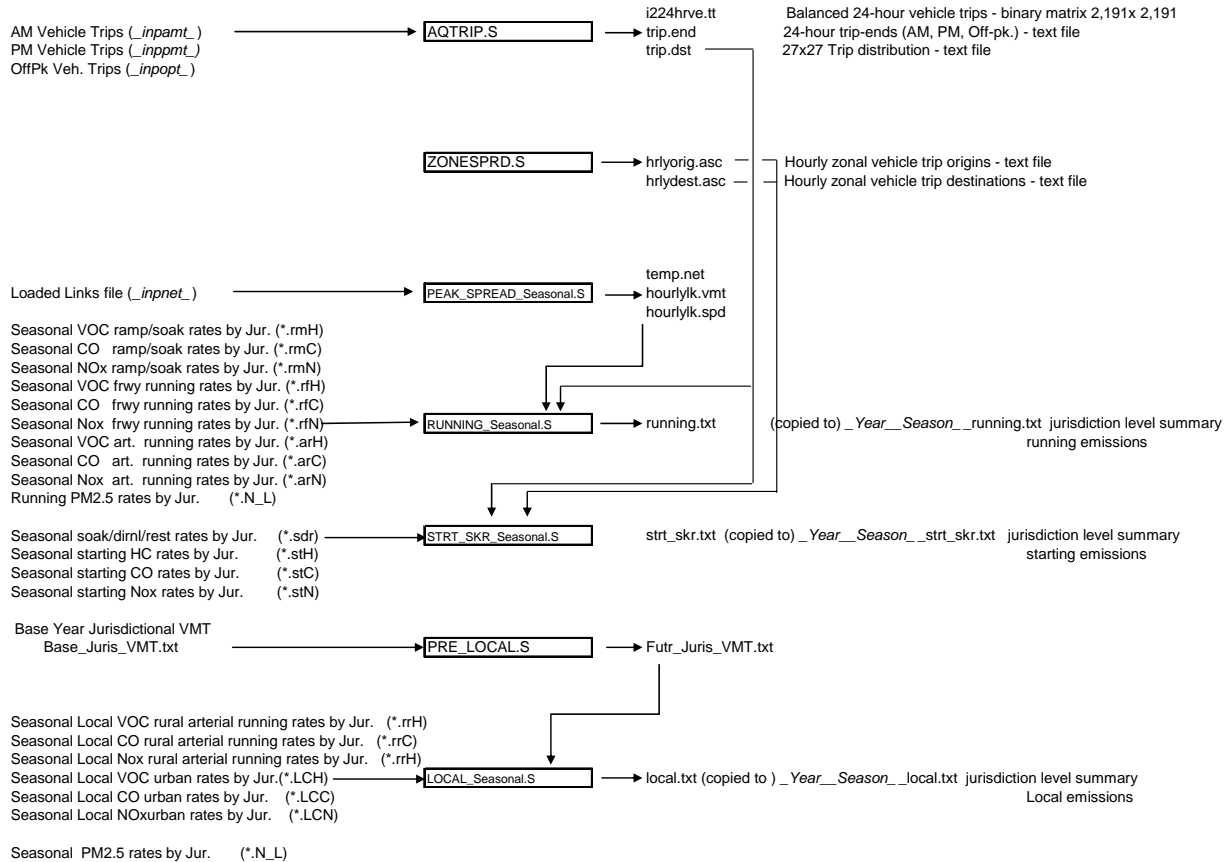 i224hrve.tt Balanced 24-hour vehicle trips - binary matrix 2,191x 2,191
AM Vehicle Trips (_inpamt_) AQTRIP.S trip.end 24-hour trip-ends (AM, PM, Off-pk.) - text file
PM Vehicle Trips (_inppmt_) trip.dst 27x27 Trip distribution - text file
OffPk Veh. Trips (_inpopt_)
ZONESPRD.S hrlyorig.asc Hourly zonal vehicle trip origins - text file
hrlydest.asc Hourly zonal vehicle trip destinations - text file
temp.net
Loaded Links file (_inpnet_) PEAK_SPREAD_Seasonal.S hourlylk.vmt
hourlylk.spd
Seasonal VOC ramp/soak rates by Jur. (*.rmH)
Seasonal CO ramp/soak rates by Jur. (*.rmC)
Seasonal NOx ramp/soak rates by Jur. (*.rmN)
Seasonal VOC frwy running rates by Jur. (*.rfH)
Seasonal CO frwy running rates by Jur. (*.rfC)
Seasonal Nox frwy running rates by Jur. (*.rfN) RUNNING_Seasonal.S running.txt (copied to) _Year__Season_ _running.txt jurisdiction level summary
Seasonal VOC art. running rates by Jur. (*.arH) running emissions
Seasonal CO art. running rates by Jur. (*.arC)
Seasonal Nox art. running rates by Jur. (*.arN)
Running PM2.5 rates by Jur. (*.N_L)
Seasonal soak/dirnl/rest rates by Jur. (*.sdr) STRT_SKR_Seasonal.S strt_skr.txt (copied to) _Year__Season_ _strt_skr.txt jurisdiction level summary
Seasonal starting HC rates by Jur. (*.stH) starting emissions
Seasonal starting CO rates by Jur. (*.stC)
Seasonal starting Nox rates by Jur. (*.stN)
Base Year Jurisdictional VMT
Base_Juris_VMT.txt PRE_LOCAL.S Futr_Juris_VMT.txt
Seasonal Local VOC rural arterial running rates by Jur. (*.rrH)
Seasonal Local CO rural arterial running rates by Jur. (*.rrC)
Seasonal Local Nox rural arterial running rates by Jur. (*.rrH)
Seasonal Local VOC urban rates by Jur.(*.LCH) LOCAL_Seasonal.S local.txt (copied to ) _Year__Season_ _local.txt jurisdiction level summary
Seasonal Local CO urban rates by Jur. (*.LCC) Local emissions
Seasonal Local NOxurban rates by Jur. (*.LCN)
Seasonal PM2.5 rates by Jur. (*.N_L)